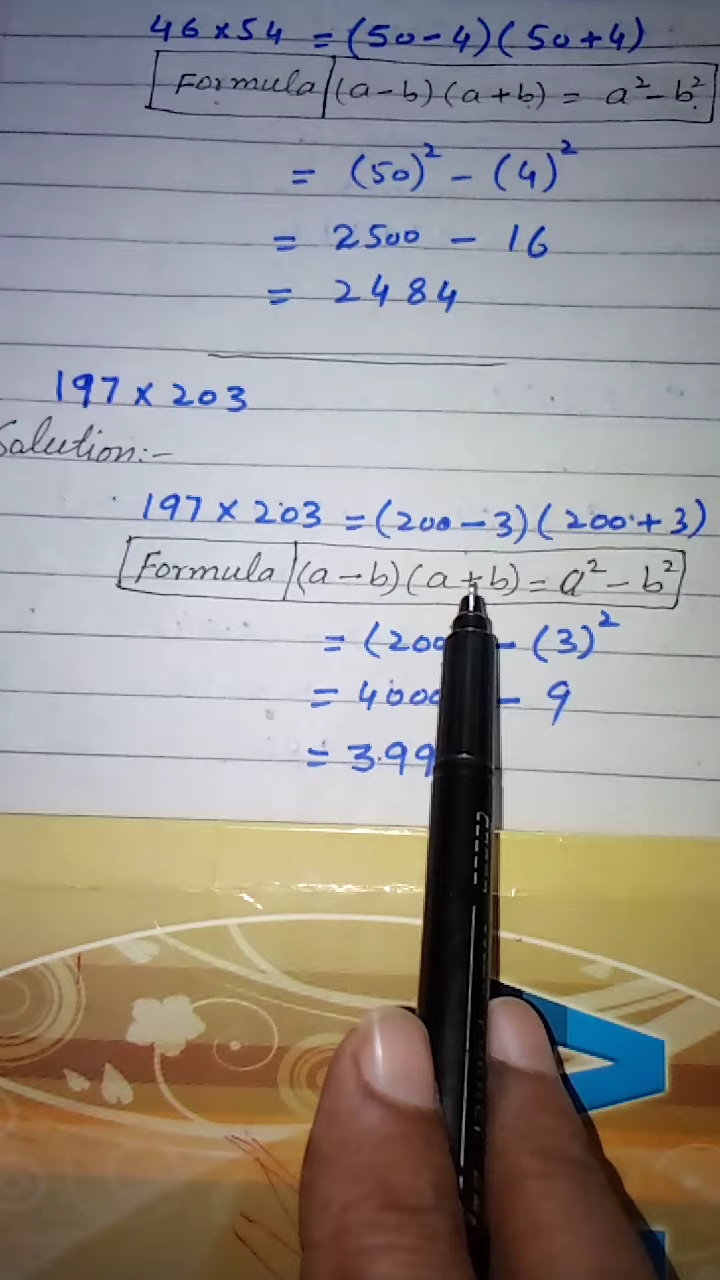 46 × 54 = (50 - 4) (50 + 4)
Formula (a - b) (a + b) = a² - b²
= (50)² - (4)²
= 2500 - 16
= 2484
197 × 203
Solution:-
197 × 203 = (200 - 3) (200 + 3)
Formula (a - b) (a + b) = a² - b²
= (200 - (3)²
= 4000 - 9
= 399